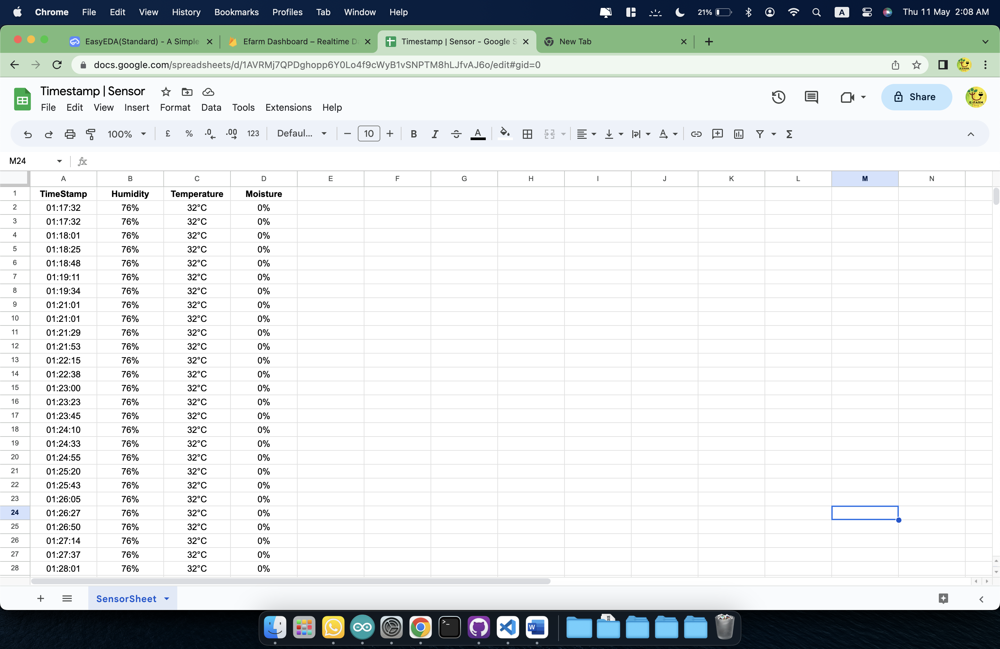 Chrome File Edit View History Bookmarks Profiles Tab Window Help 21% A Thu 11 May 2:08 AM
EasyEDA(Standard) - A Simple Efarm Dashboard – Realtime Da Timestamp | Sensor - Google S New Tab
docs.google.com/spreadsheets/d/1AVRMj7QPDghopp6Y0Lo4f9cWyB1vSNPTM8hLJfvAJ6o/edit#gid=0
Timestamp | Sensor
Share
E-FARM
File Edit View Insert Format Data Tools Extensions Help
100% £ % .0 .00 123 Defaul... 10 B I S A
M24 fx
A B C D E F G H I J K L M N
1 TimeStamp Humidity Temperature Moisture
2 01:17:32 76% 32°C 0%
3 01:17:32 76% 32°C 0%
4 01:18:01 76% 32°C 0%
5 01:18:25 76% 32°C 0%
6 01:18:48 76% 32°C 0%
7 01:19:11 76% 32°C 0%
8 01:19:34 76% 32°C 0%
9 01:21:01 76% 32°C 0%
10 01:21:01 76% 32°C 0%
11 01:21:29 76% 32°C 0%
12 01:21:53 76% 32°C 0%
13 01:22:15 76% 32°C 0%
14 01:22:38 76% 32°C 0%
15 01:23:00 76% 32°C 0%
16 01:23:23 76% 32°C 0%
17 01:23:45 76% 32°C 0%
18 01:24:10 76% 32°C 0%
19 01:24:33 76% 32°C 0%
20 01:24:55 76% 32°C 0%
21 01:25:20 76% 32°C 0%
22 01:25:43 76% 32°C 0%
23 01:26:05 76% 32°C 0%
24 01:26:27 76% 32°C 0%
25 01:26:50 76% 32°C 0%
26 01:27:14 76% 32°C 0%
27 01:27:37 76% 32°C 0%
28 01:28:01 76% 32°C 0%
SensorSheet
W